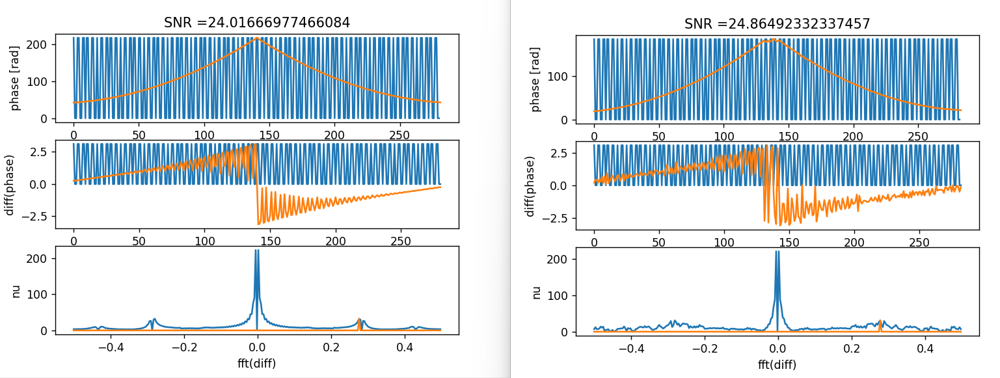 SNR =24.01666977466084
phase [rad]
200
100
0
0 50 100 150 200 250
diff(phase)
2.5
0.0
−2.5
0 50 100 150 200 250
nu
200
100
0
−0.4 −0.2 0.0 0.2 0.4
fft(diff)
SNR =24.86492332337457
phase [rad]
100
0
0 50 100 150 200 250
diff(phase)
2.5
0.0
−2.5
0 50 100 150 200 250
nu
200
100
0
−0.4 −0.2 0.0 0.2 0.4
fft(diff)